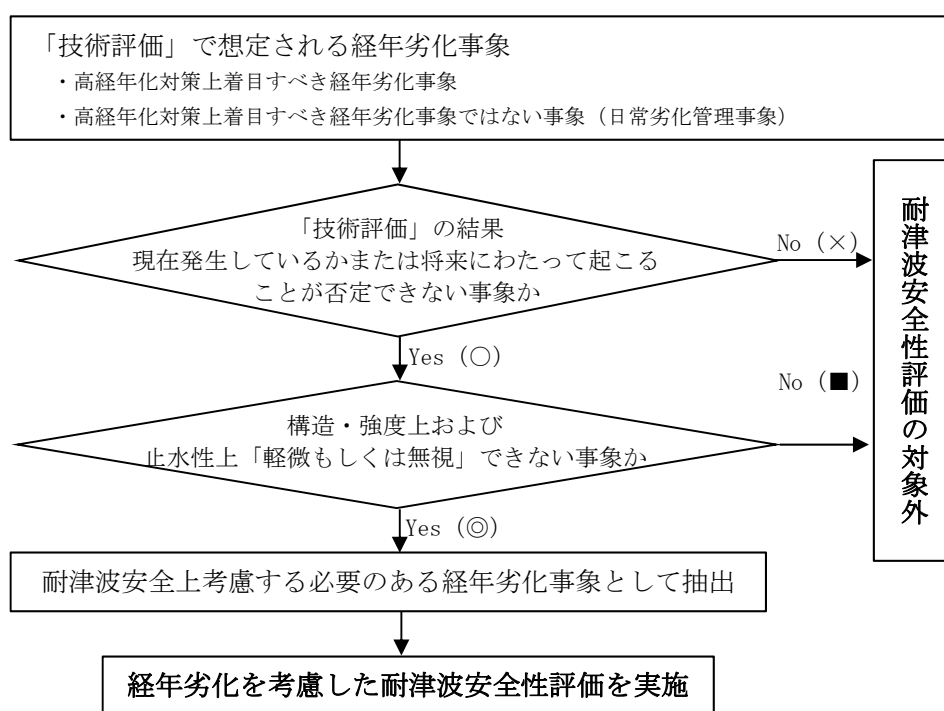 「技術評価」で想定される経年劣化事象
・高経年化対策上着目すべき経年劣化事象
・高経年化対策上着目すべき経年劣化事象ではない事象（日常劣化管理事象）
「技術評価」の結果
現在発生しているかまたは将来にわたって起こる
ことが否定できない事象か
No（×）
Yes（○）
構造・強度上および
止水性上「軽微もしくは無視」できない事象か
No（■）
Yes（◎）
耐津波安全性評価の対象外
耐津波安全上考慮する必要のある経年劣化事象として抽出
経年劣化を考慮した耐津波安全性評価を実施